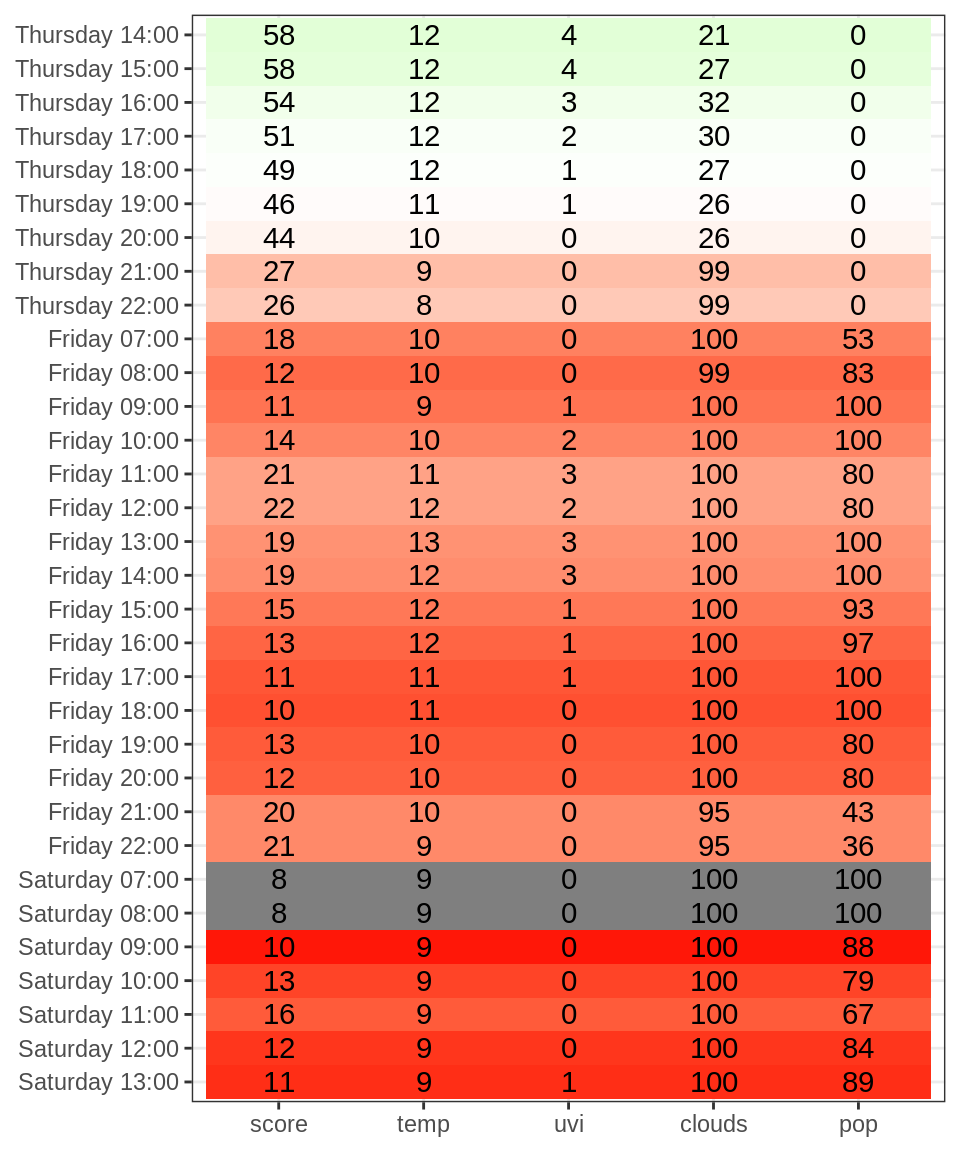 Thursday 14:00 58 12 4 21 0
Thursday 15:00 58 12 4 27 0
Thursday 16:00 54 12 3 32 0
Thursday 17:00 51 12 2 30 0
Thursday 18:00 49 12 1 27 0
Thursday 19:00 46 11 1 26 0
Thursday 20:00 44 10 0 26 0
Thursday 21:00 27 9 0 99 0
Thursday 22:00 26 8 0 99 0
Friday 07:00 18 10 0 100 53
Friday 08:00 12 10 0 99 83
Friday 09:00 11 9 1 100 100
Friday 10:00 14 10 2 100 100
Friday 11:00 21 11 3 100 80
Friday 12:00 22 12 2 100 80
Friday 13:00 19 13 3 100 100
Friday 14:00 19 12 3 100 100
Friday 15:00 15 12 1 100 93
Friday 16:00 13 12 1 100 97
Friday 17:00 11 11 1 100 100
Friday 18:00 10 11 0 100 100
Friday 19:00 13 10 0 100 80
Friday 20:00 12 10 0 100 80
Friday 21:00 20 10 0 95 43
Friday 22:00 21 9 0 95 36
Saturday 07:00 8 9 0 100 100
Saturday 08:00 8 9 0 100 100
Saturday 09:00 10 9 0 100 88
Saturday 10:00 13 9 0 100 79
Saturday 11:00 16 9 0 100 67
Saturday 12:00 12 9 0 100 84
Saturday 13:00 11 9 1 100 89
score temp uvi clouds pop